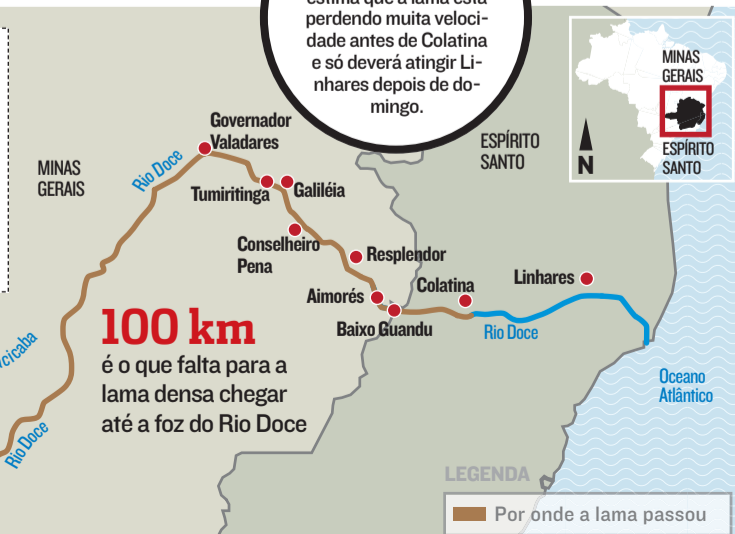 perdendo muita veloci-
dade antes de Colatina
e só deverá atingir Li-
nhares depois de do-
mingo.
MINAS
GERAIS
ESPÍRITO
SANTO
N
Governador
Valadares
ESPÍRITO
SANTO
MINAS
GERAIS
Rio Doce
Tumiritinga
Galiléia
Conselheiro
Pena
Resplendor
Aimorés
Colatina
Linhares
Baixo Guandu
Rio Doce
100 km
é o que falta para a
lama densa chegar
até a foz do Rio Doce
Rio Doce
Oceano
Atlântico
LEGENDA
Por onde a lama passou